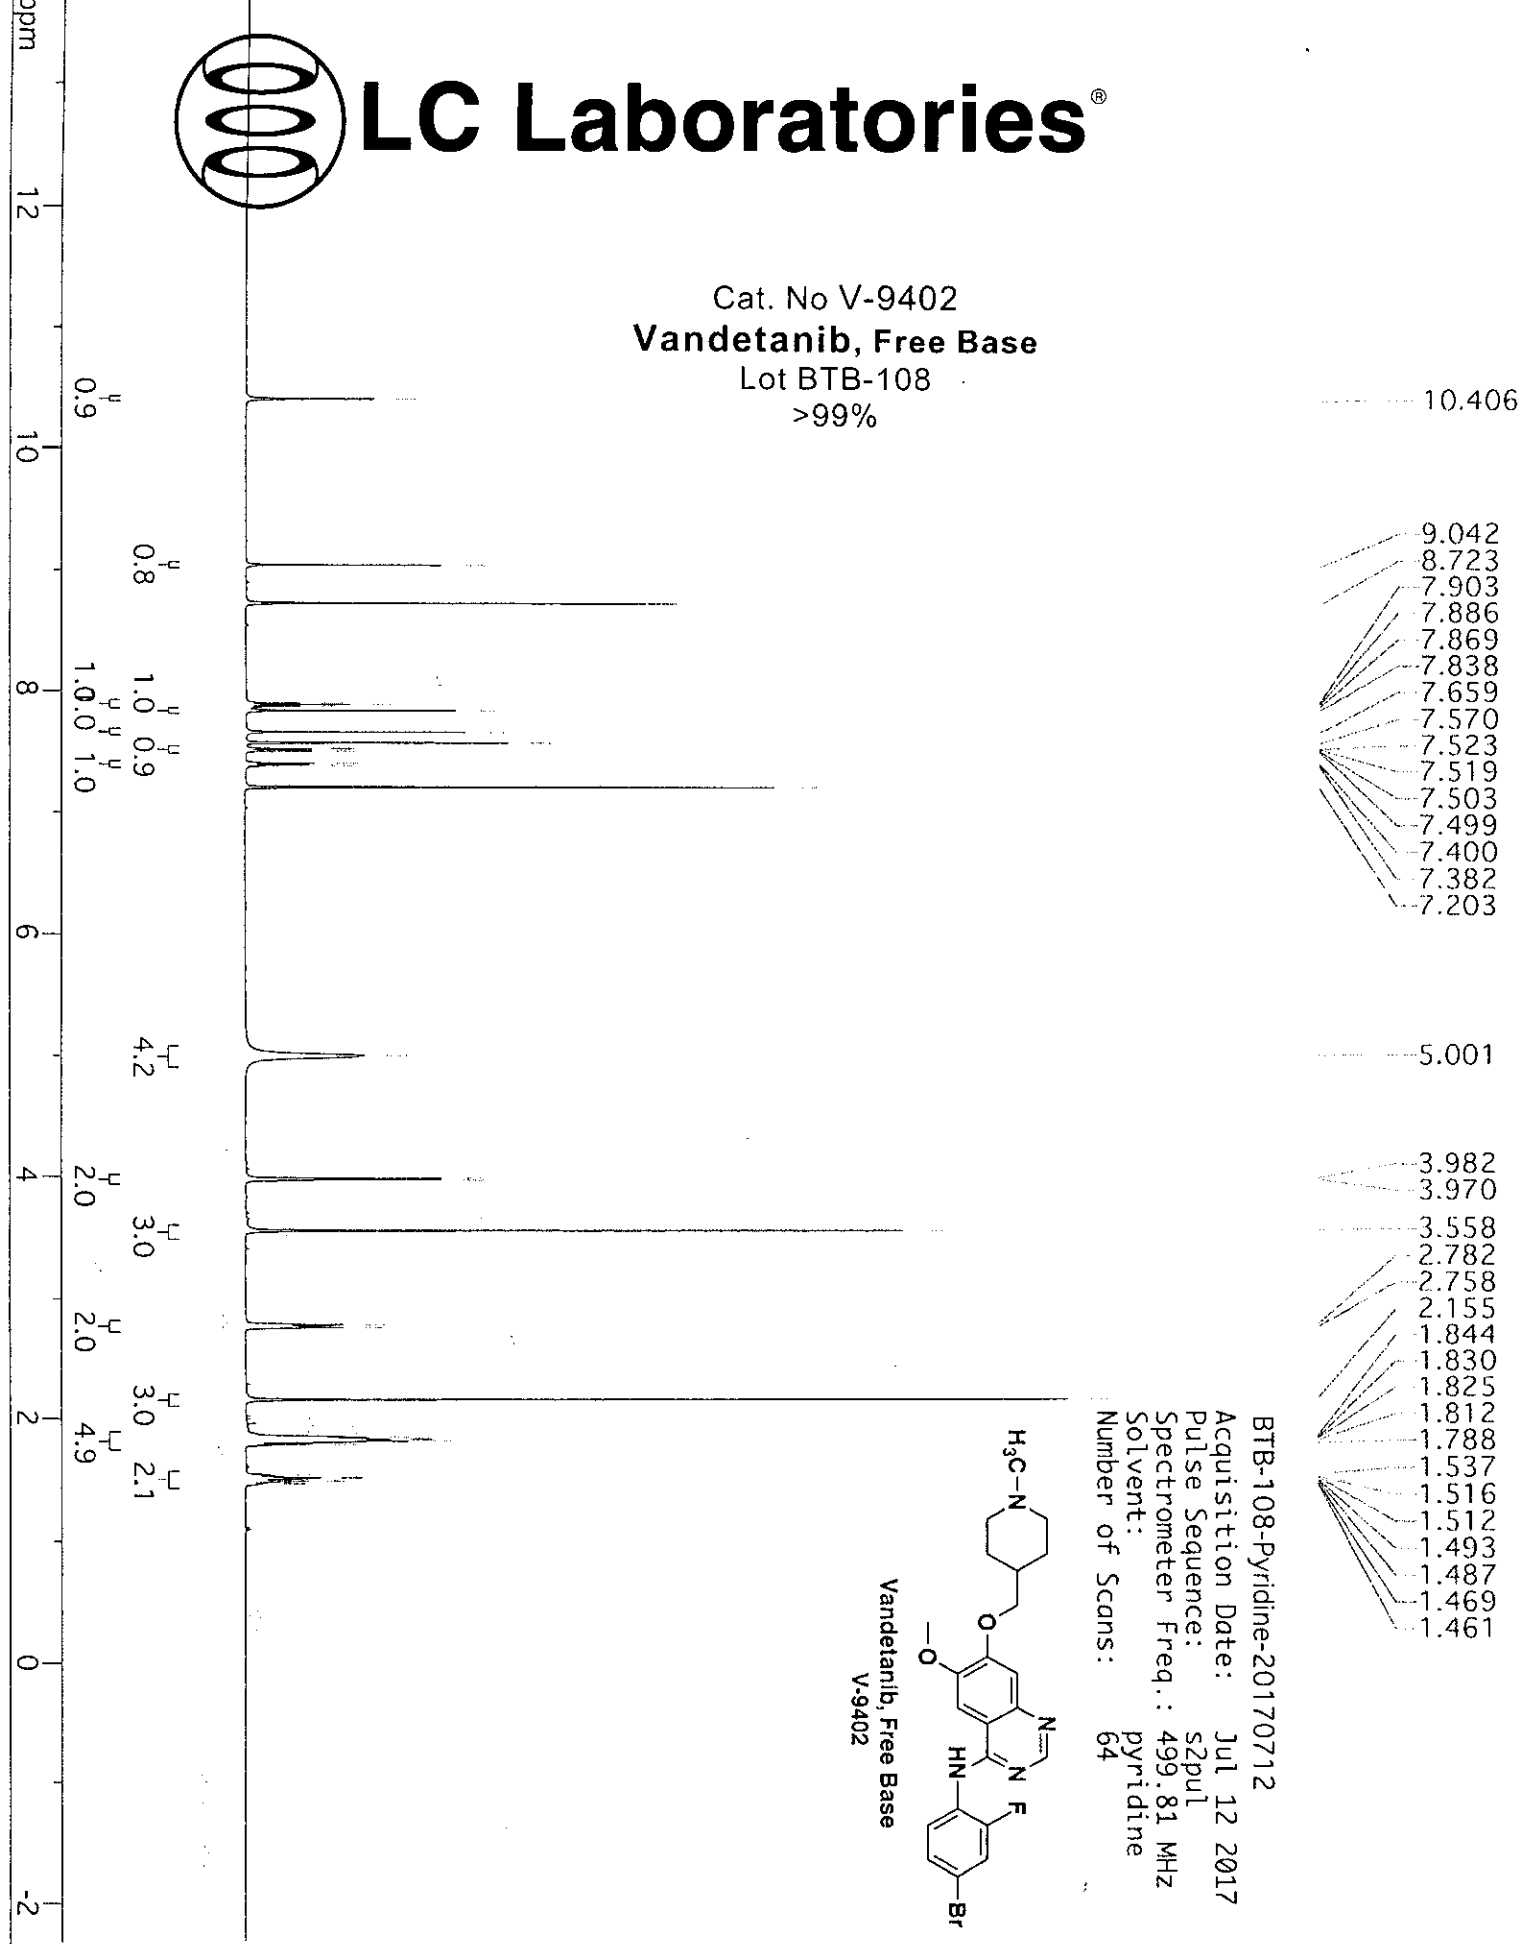 LC Laboratories®
Cat. No V-9402
Vandetanib, Free Base
Lot BTB-108
>99%
10.406
9.042
8.723
7.903
7.886
7.869
7.838
7.659
7.570
7.523
7.519
7.503
7.499
7.400
7.382
7.203
5.001
3.982
3.970
3.558
2.782
2.758
2.155
1.844
1.830
1.825
1.812
1.788
1.537
1.516
1.512
1.493
1.487
1.469
1.461
BTB-108-Pyridine-20170712
Acquisition Date: Jul 12 2017
Pulse Sequence: s2pul
Spectrometer Freq.: 499.81 MHz
Solvent: pyridine
Number of Scans: 64
H3C-N
O
O
N
N
HN
F
Br
Vandetanib, Free Base
V-9402
0.9
0.8
1.0
1.0
1.0
0.9
1.0
4.2
2.0
3.0
2.0
3.0
4.9
2.1
ppm
12
10
8
6
4
2
0
-2